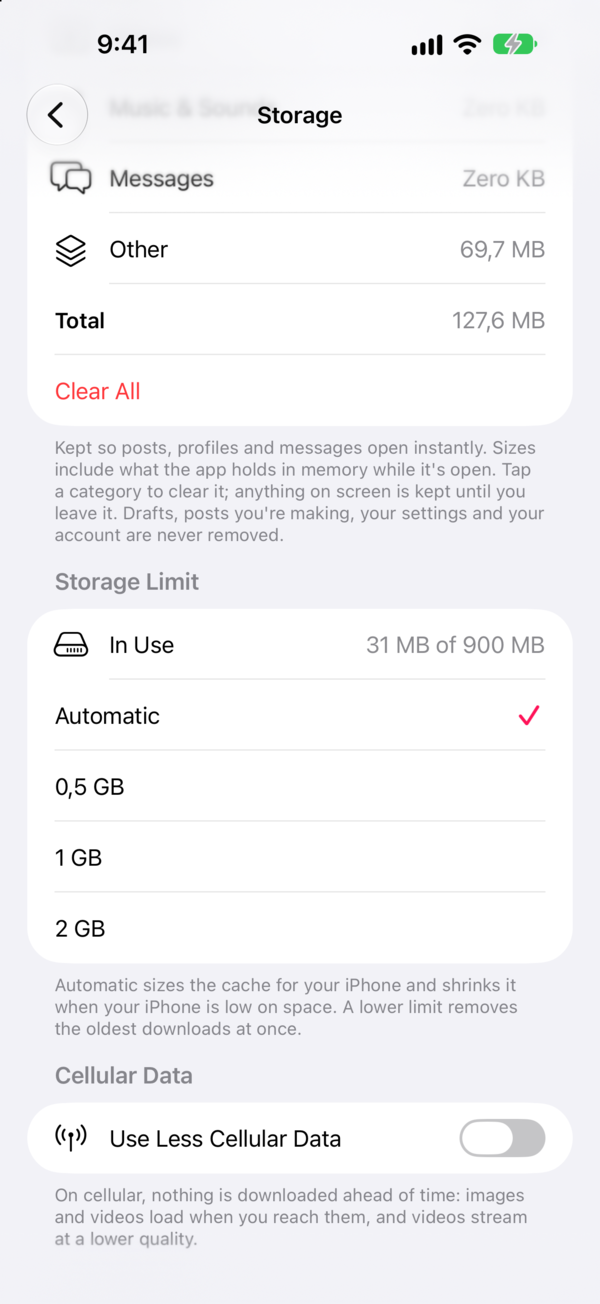 9:41
Storage
Music & Sounds
Zero KB
Messages
Zero KB
Other
69,7 MB
Total
127,6 MB
Clear All
Kept so posts, profiles and messages open instantly. Sizes
include what the app holds in memory while it's open. Tap
a category to clear it; anything on screen is kept until you
leave it. Drafts, posts you're making, your settings and your
account are never removed.
Storage Limit
In Use
31 MB of 900 MB
Automatic
0,5 GB
1 GB
2 GB
Automatic sizes the cache for your iPhone and shrinks it
when your iPhone is low on space. A lower limit removes
the oldest downloads at once.
Cellular Data
Use Less Cellular Data
On cellular, nothing is downloaded ahead of time: images
and videos load when you reach them, and videos stream
at a lower quality.